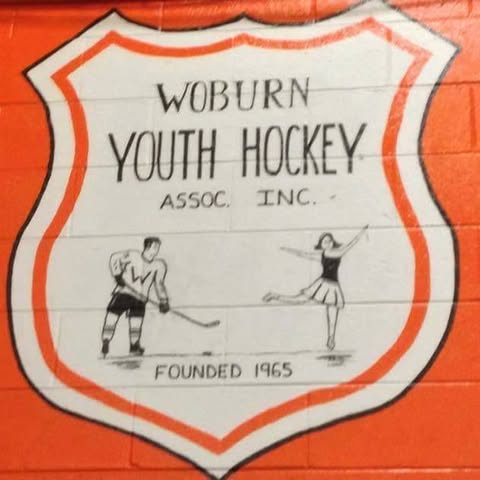 WOBURN
YOUTH HOCKEY
ASSOC. INC.
W
FOUNDED 1965